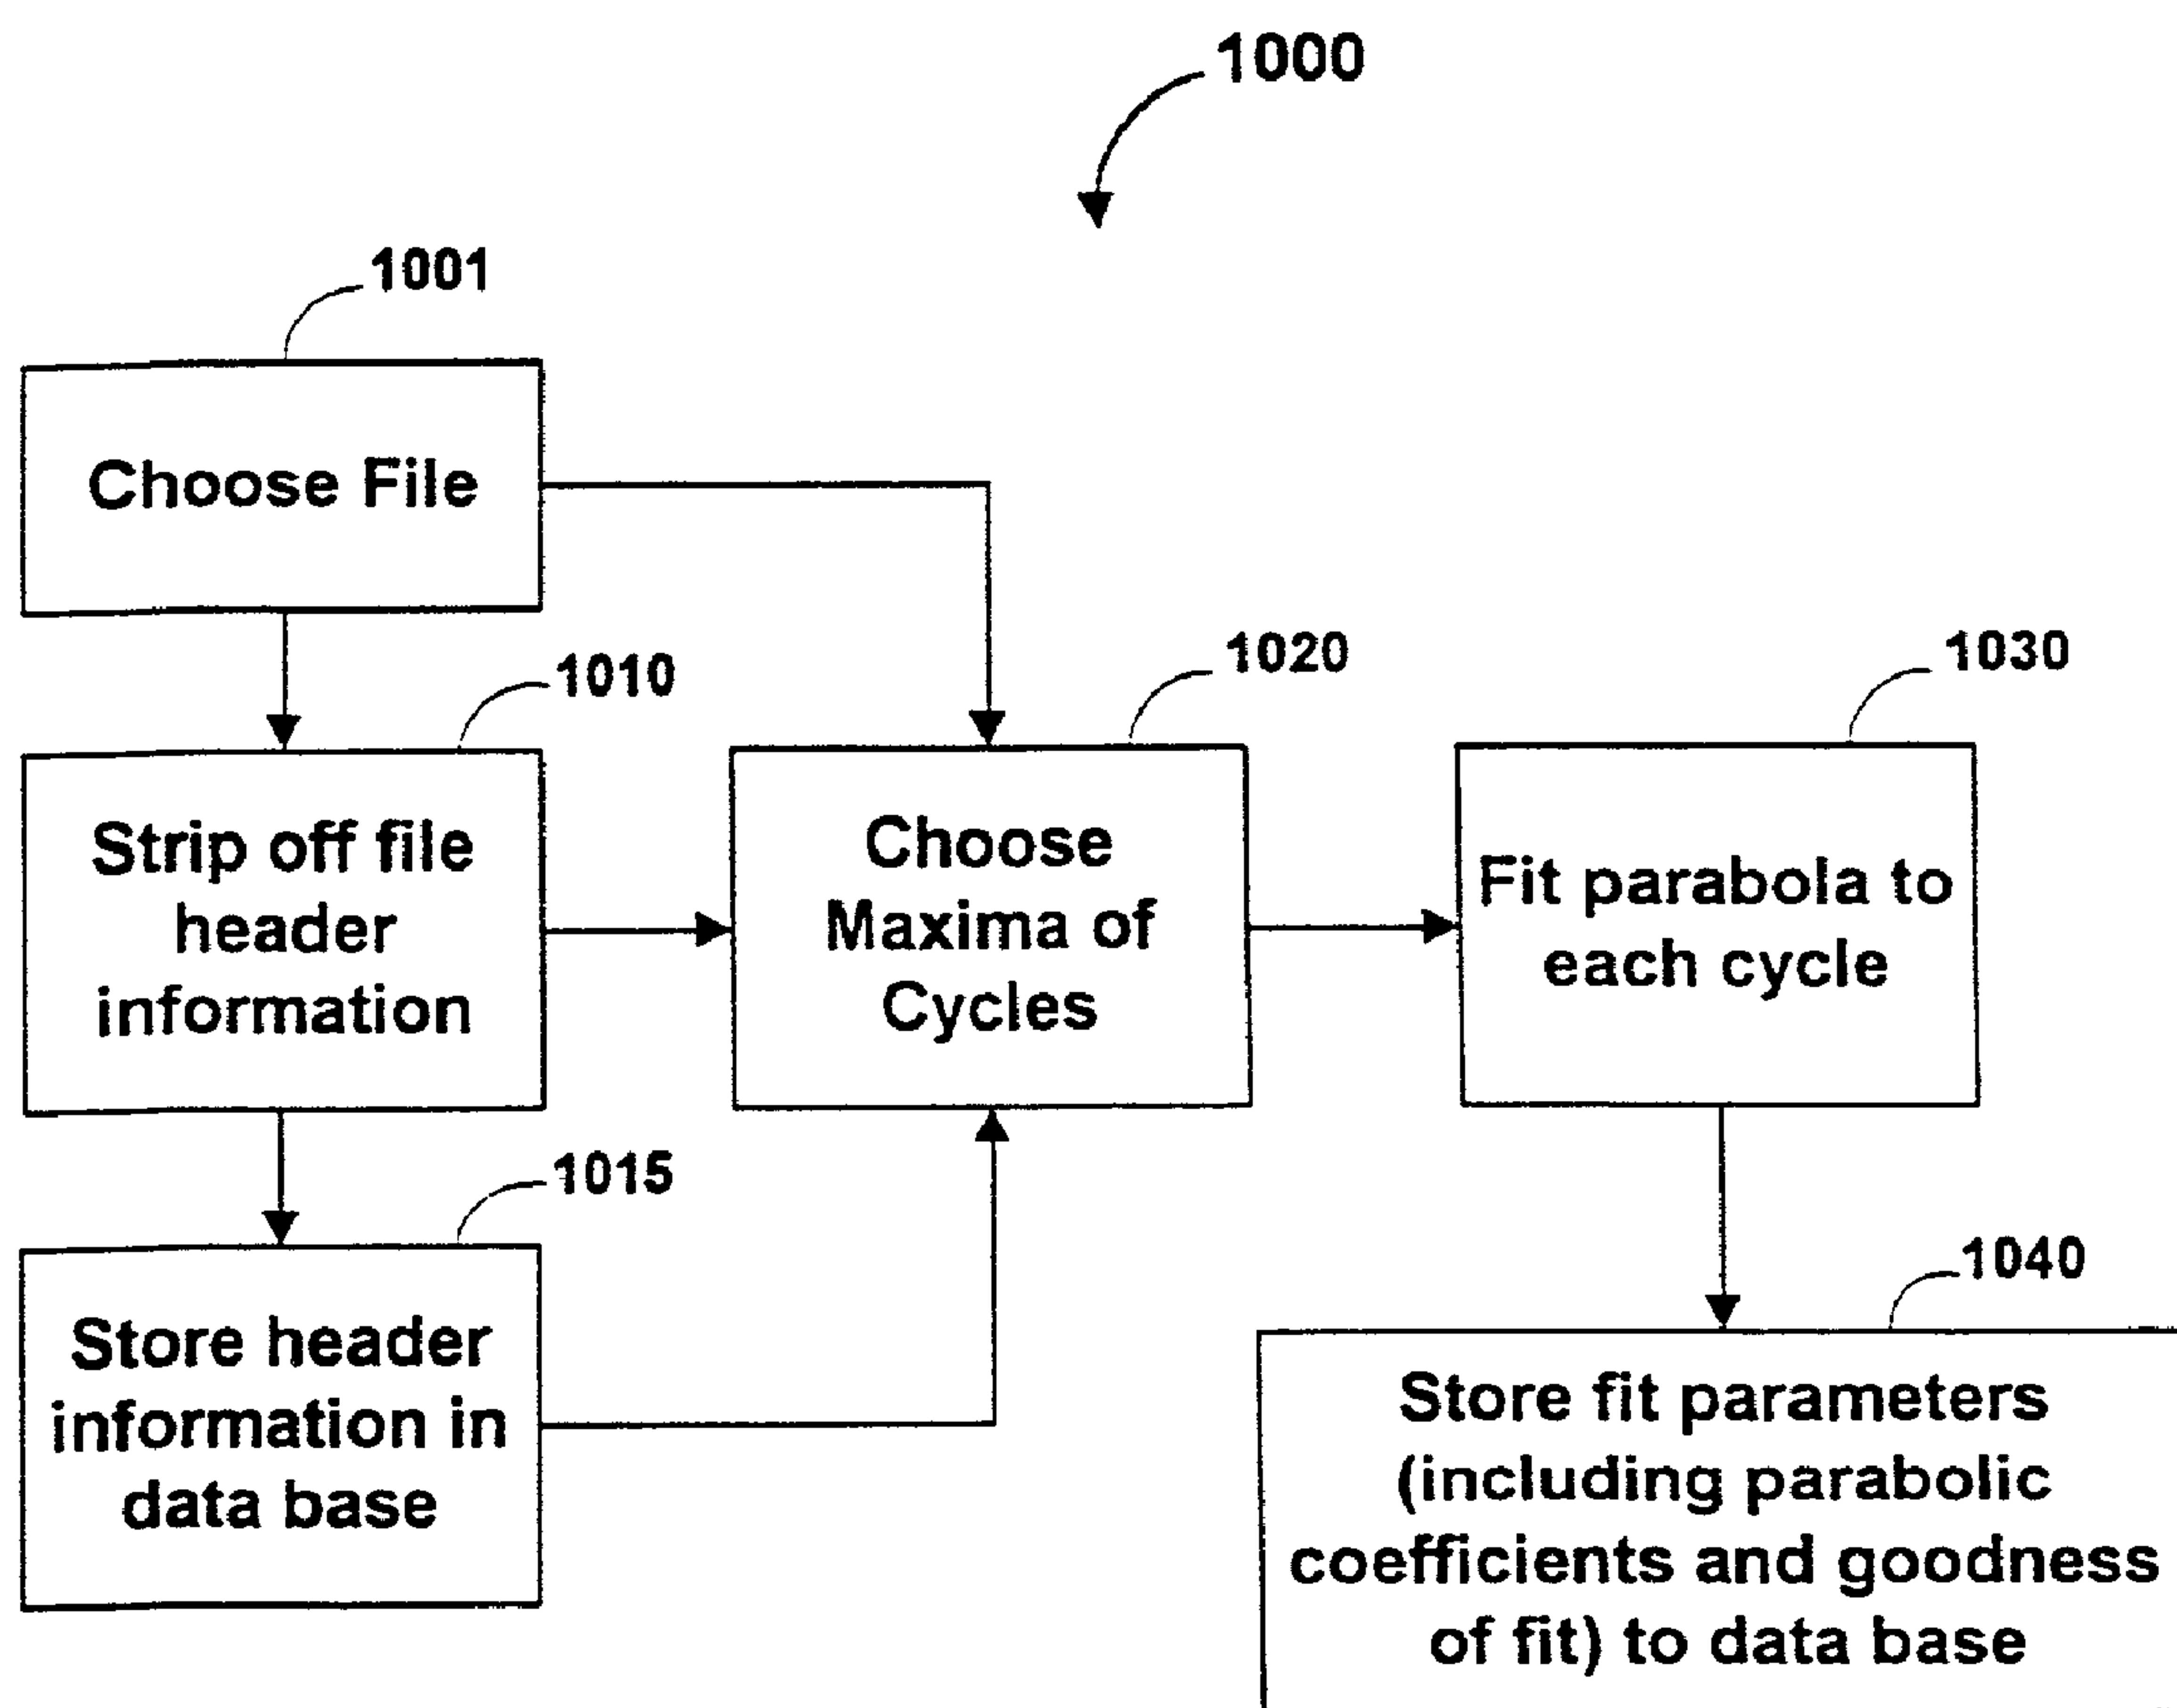 1000
1001
Choose File
1010
Strip off file
header
information
1015
Store header
information in
data base
1020
Choose
Maxima of
Cycles
1030
Fit parabola to
each cycle
1040
Store fit parameters
(including parabolic
coefficients and goodness
of fit) to data base